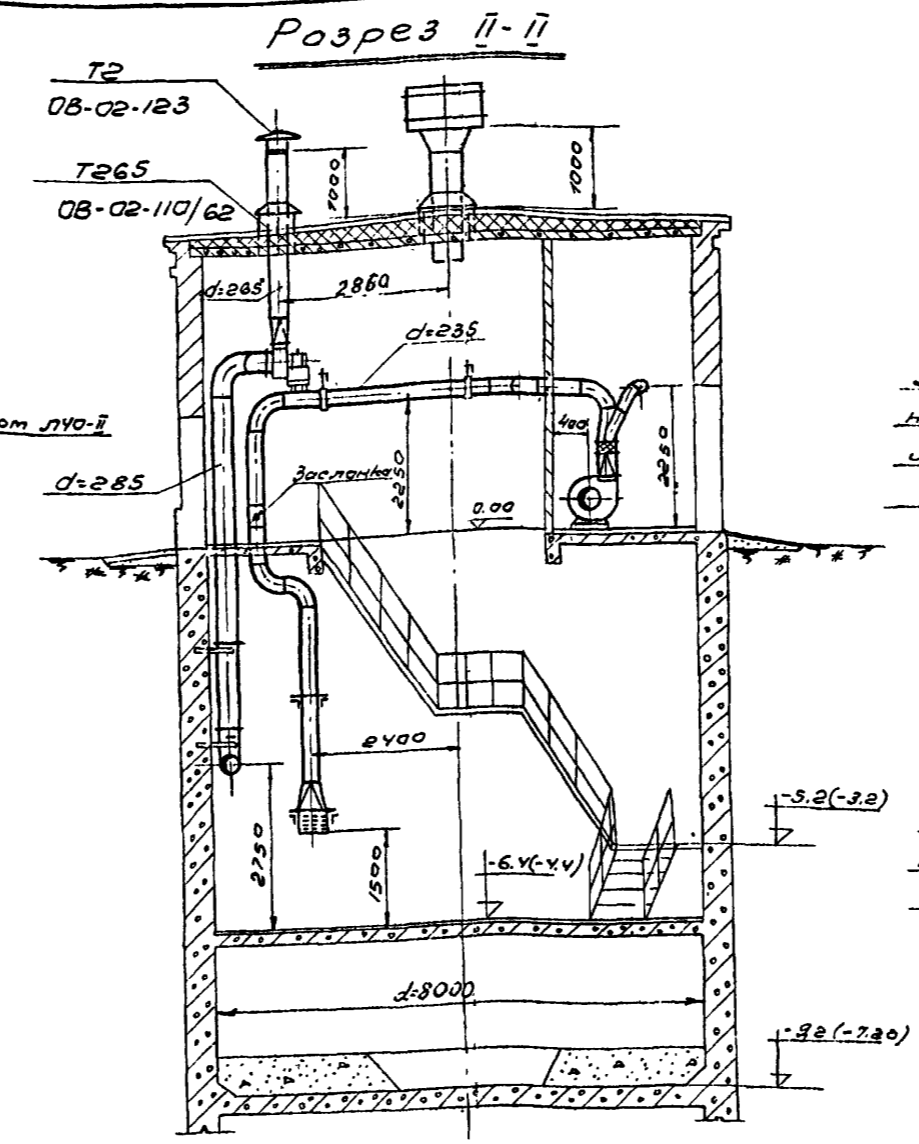 Разрез II-II
Т2
ОВ-02-123
Т265
ОВ-02-110/62
1000
1000
d=265
2860
d=235
400
от ЛЧО-II
d=285
Заслонка
2250
2250
0.00
2400
-5.2(-3.2)
2750
1500
-6.4(-4.4)
d=8000
-9.2(-7.20)